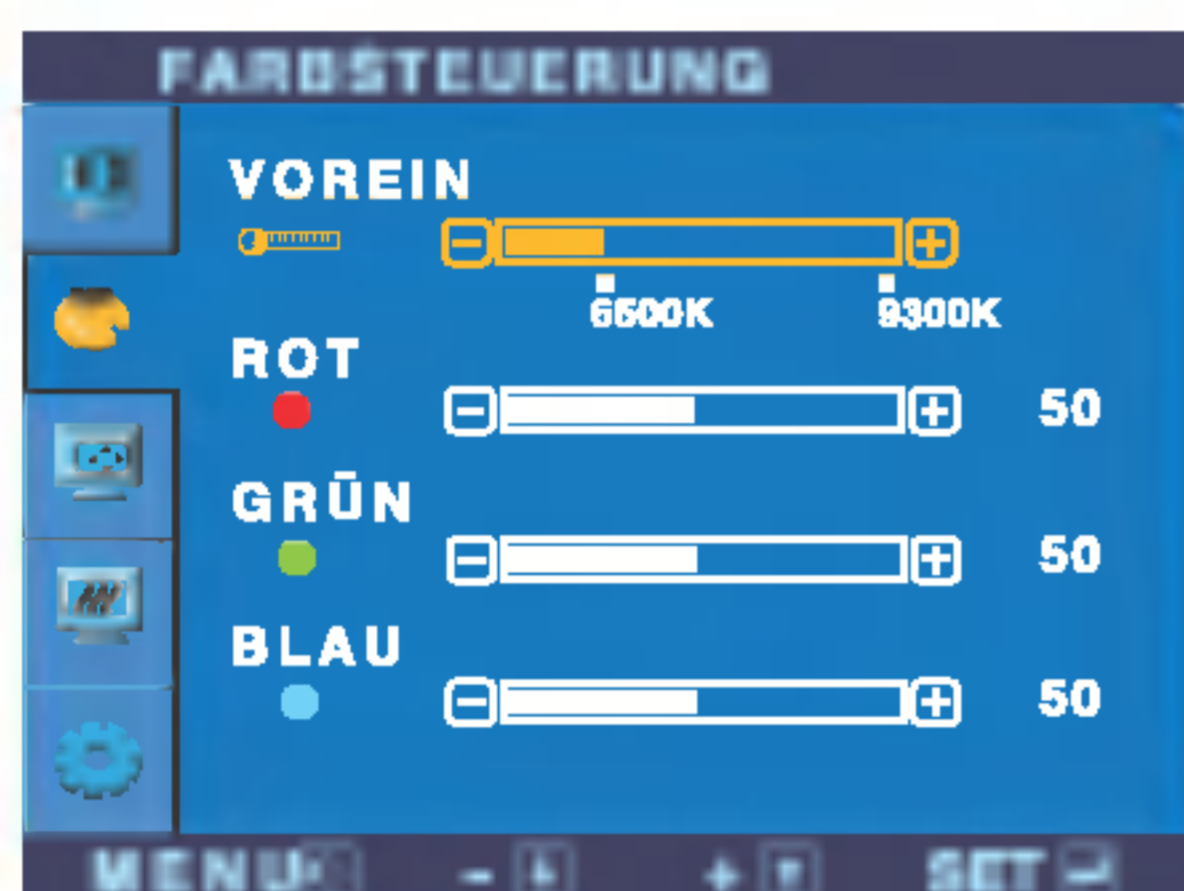 FARBSTEUERUNG
VOREIN
6500K 9300K
ROT
50
GRÜN
50
BLAU
50
MENU - + SET